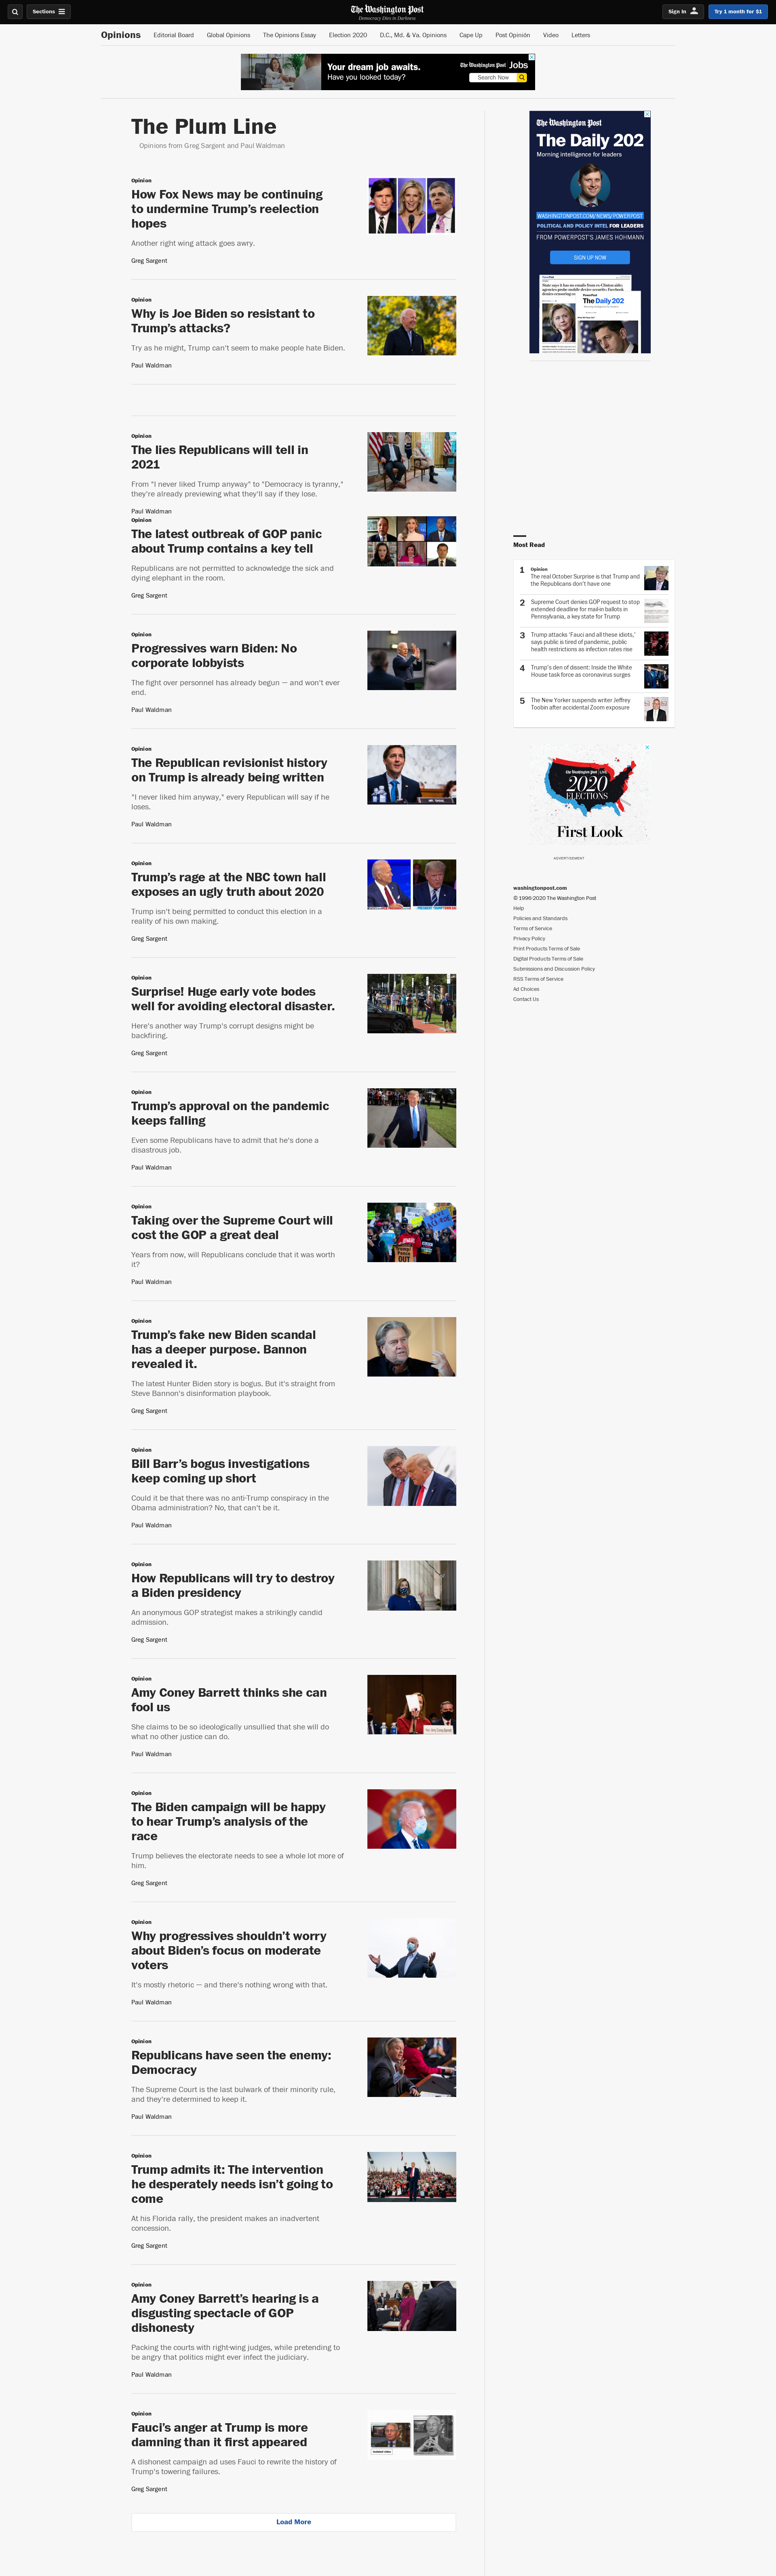 Sections
The Washington Post
Democracy Dies in Darkness
Sign In
Try 1 month for $1
Opinions
Editorial Board
Global Opinions
The Opinions Essay
Election 2020
D.C., Md. & Va. Opinions
Cape Up
Post Opinión
Video
Letters
Your dream job awaits.
Have you looked today?
The Washington Post Jobs
Search Now
The Plum Line
Opinions from Greg Sargent and Paul Waldman
Opinion
How Fox News may be continuing
to undermine Trump’s reelection
hopes
Another right wing attack goes awry.
Greg Sargent
Opinion
Why is Joe Biden so resistant to
Trump’s attacks?
Try as he might, Trump can't seem to make people hate Biden.
Paul Waldman
Opinion
The lies Republicans will tell in
2021
From "I never liked Trump anyway" to "Democracy is tyranny,"
they're already previewing what they'll say if they lose.
Paul Waldman
Opinion
The latest outbreak of GOP panic
about Trump contains a key tell
Republicans are not permitted to acknowledge the sick and
dying elephant in the room.
Greg Sargent
Opinion
Progressives warn Biden: No
corporate lobbyists
The fight over personnel has already begun — and won't ever
end.
Paul Waldman
Opinion
The Republican revisionist history
on Trump is already being written
"I never liked him anyway," every Republican will say if he
loses.
Paul Waldman
Opinion
Trump’s rage at the NBC town hall
exposes an ugly truth about 2020
Trump isn't being permitted to conduct this election in a
reality of his own making.
Greg Sargent
Opinion
Surprise! Huge early vote bodes
well for avoiding electoral disaster.
Here's another way Trump's corrupt designs might be
backfiring.
Greg Sargent
Opinion
Trump’s approval on the pandemic
keeps falling
Even some Republicans have to admit that he's done a
disastrous job.
Paul Waldman
Opinion
Taking over the Supreme Court will
cost the GOP a great deal
Years from now, will Republicans conclude that it was worth
it?
Paul Waldman
Opinion
Trump’s fake new Biden scandal
has a deeper purpose. Bannon
revealed it.
The latest Hunter Biden story is bogus. But it's straight from
Steve Bannon's disinformation playbook.
Greg Sargent
Opinion
Bill Barr’s bogus investigations
keep coming up short
Could it be that there was no anti-Trump conspiracy in the
Obama administration? No, that can't be it.
Paul Waldman
Opinion
How Republicans will try to destroy
a Biden presidency
An anonymous GOP strategist makes a strikingly candid
admission.
Greg Sargent
Opinion
Amy Coney Barrett thinks she can
fool us
She claims to be so ideologically unsullied that she will do
what no other justice can do.
Paul Waldman
Opinion
The Biden campaign will be happy
to hear Trump’s analysis of the
race
Trump believes the electorate needs to see a whole lot more of
him.
Greg Sargent
Opinion
Why progressives shouldn’t worry
about Biden’s focus on moderate
voters
It's mostly rhetoric — and there's nothing wrong with that.
Paul Waldman
Opinion
Republicans have seen the enemy:
Democracy
The Supreme Court is the last bulwark of their minority rule,
and they're determined to keep it.
Paul Waldman
Opinion
Trump admits it: The intervention
he desperately needs isn’t going to
come
At his Florida rally, the president makes an inadvertent
concession.
Greg Sargent
Opinion
Amy Coney Barrett’s hearing is a
disgusting spectacle of GOP
dishonesty
Packing the courts with right-wing judges, while pretending to
be angry that politics might ever infect the judiciary.
Paul Waldman
Opinion
Fauci’s anger at Trump is more
damning than it first appeared
A dishonest campaign ad uses Fauci to rewrite the history of
Trump's towering failures.
Greg Sargent
Load More
The Washington Post
The Daily 202
Morning intelligence for leaders
WASHINGTONPOST.COM/NEWS/POWERPOST
POLITICAL AND POLICY INTEL FOR LEADERS
FROM POWERPOST'S JAMES HOHMANN
SIGN UP NOW
The Daily 202
Most Read
1
Opinion
The real October Surprise is that Trump and
the Republicans don’t have one
2
Supreme Court denies GOP request to stop
extended deadline for mail-in ballots in
Pennsylvania, a key state for Trump
3
Trump attacks ‘Fauci and all these idiots,’
says public is tired of pandemic, public
health restrictions as infection rates rise
4
Trump’s den of dissent: Inside the White
House task force as coronavirus surges
5
The New Yorker suspends writer Jeffrey
Toobin after accidental Zoom exposure
The Washington Post LIVE
2020
ELECTIONS
First Look
ADVERTISEMENT
washingtonpost.com
© 1996-2020 The Washington Post
Help
Policies and Standards
Terms of Service
Privacy Policy
Print Products Terms of Sale
Digital Products Terms of Sale
Submissions and Discussion Policy
RSS Terms of Service
Ad Choices
Contact Us